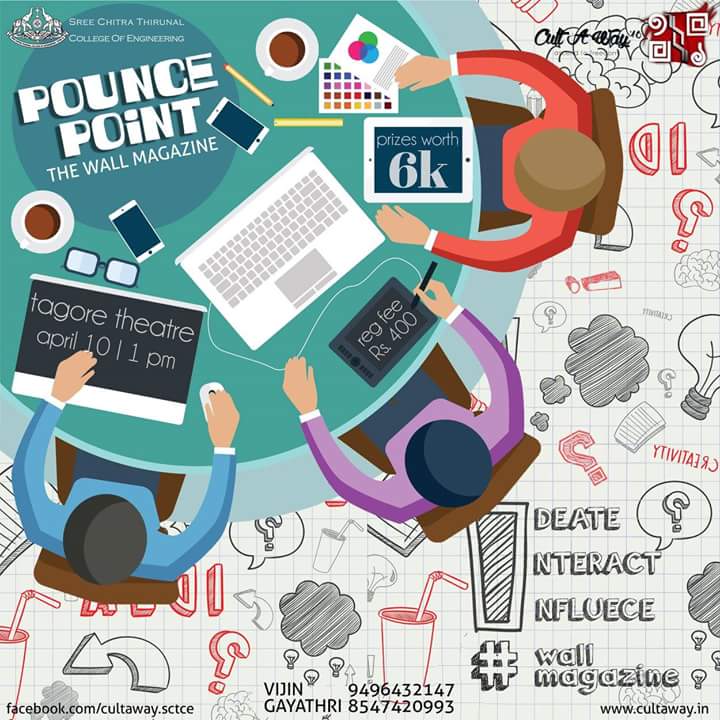 SREE CHITRA THIRUNAL
COLLEGE OF ENGINEERING
Cult-A-Way
POUNCE
POINT
THE WALL MAGAZINE
prizes worth
6k
tagore theatre
april 10 | 1 pm
reg fee
Rs. 400
CREATIVITY
CREATIVITY
IDEA
DEATE
NTERACT
NFLUECE
# wall
magazine
VIJIN 9496432147
GAYATHRI 8547420993
facebook.com/cultaway.sctce
www.cultaway.in